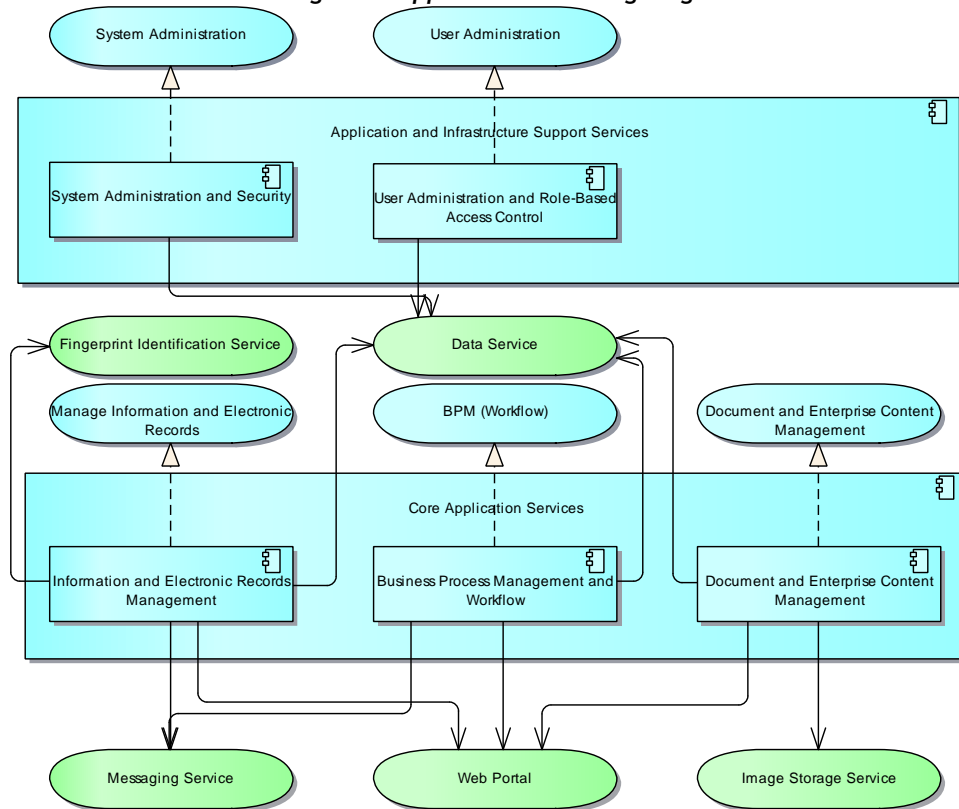 System Administration
User Administration
Application and Infrastructure Support Services
System Administration and Security
User Administration and Role-Based
Access Control
Fingerprint Identification Service
Data Service
Manage Information and Electronic
Records
BPM (Workflow)
Document and Enterprise Content
Management
Core Application Services
Information and Electronic Records
Management
Business Process Management and
Workflow
Document and Enterprise Content
Management
Messaging Service
Web Portal
Image Storage Service